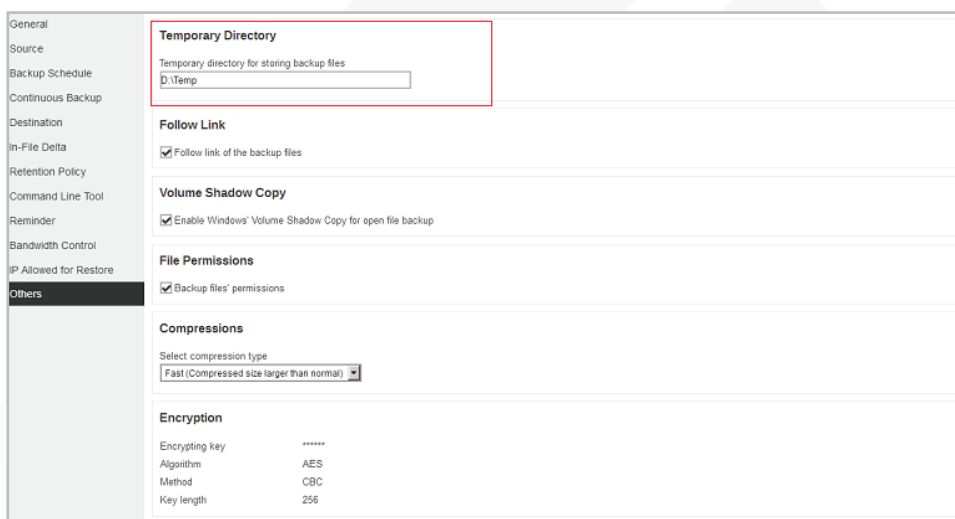 General
Source
Backup Schedule
Continuous Backup
Destination
In-File Delta
Retention Policy
Command Line Tool
Reminder
Bandwidth Control
IP Allowed for Restore
Others
Temporary Directory
Temporary directory for storing backup files
D:\Temp
Follow Link
Follow link of the backup files
Volume Shadow Copy
Enable Windows' Volume Shadow Copy for open file backup
File Permissions
Backup files' permissions
Compressions
Select compression type
Fast (Compressed size larger than normal)
Encryption
Encrypting key ******
Algorithm AES
Method CBC
Key length 256